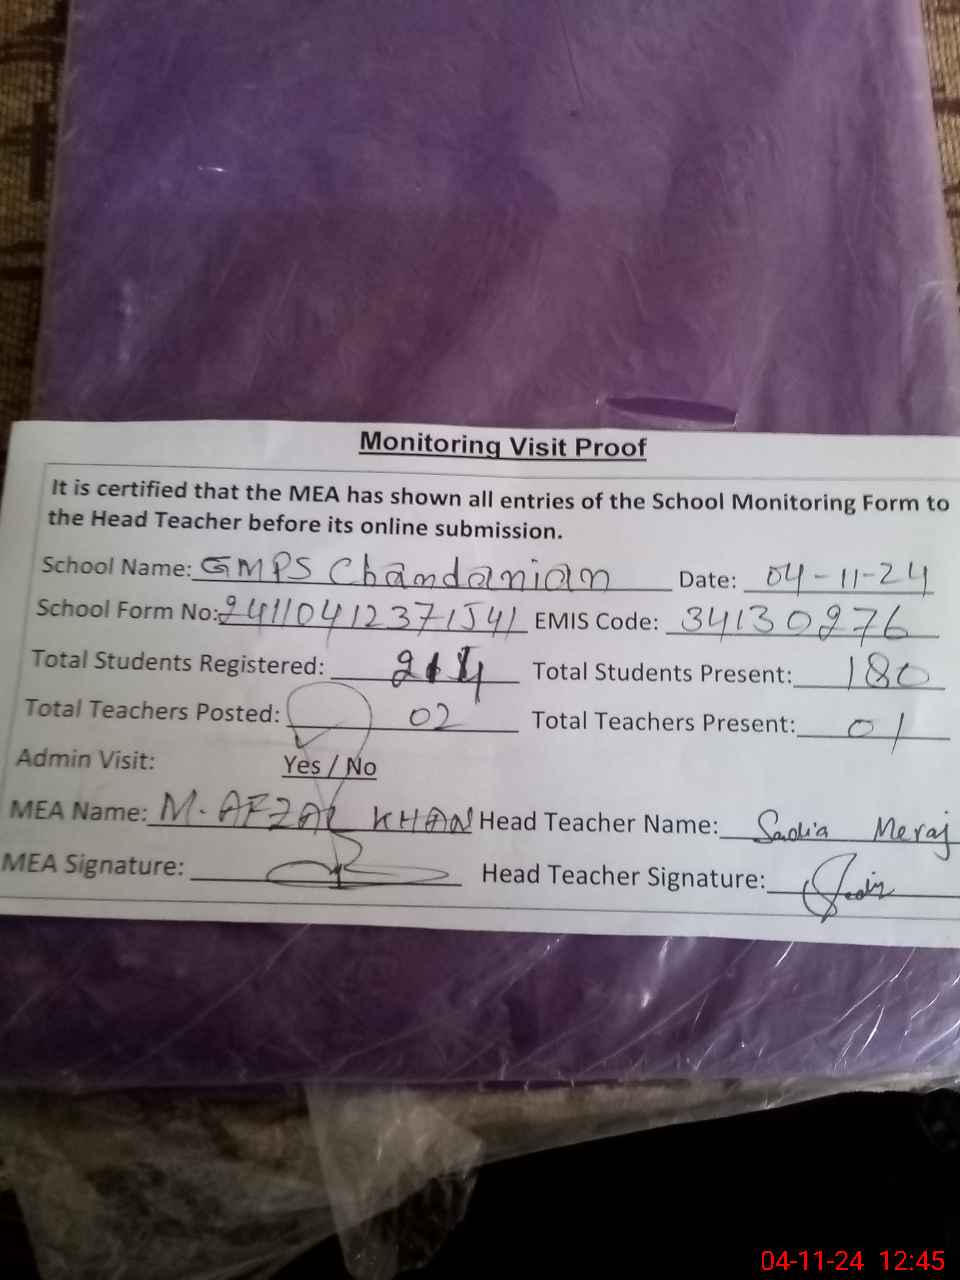 Monitoring Visit Proof
It is certified that the MEA has shown all entries of the School Monitoring Form to
the Head Teacher before its online submission.
School Name: GMPS Chandanian Date: 04-11-24
School Form No: 24110412371541 EMIS Code: 34130276
Total Students Registered: 214 Total Students Present: 180
Total Teachers Posted: 02 Total Teachers Present: 01
Admin Visit: Yes / No
MEA Name: M. AFZAL KHAN Head Teacher Name: Sadia Meraj
MEA Signature: Head Teacher Signature:
04-11-24 12:45